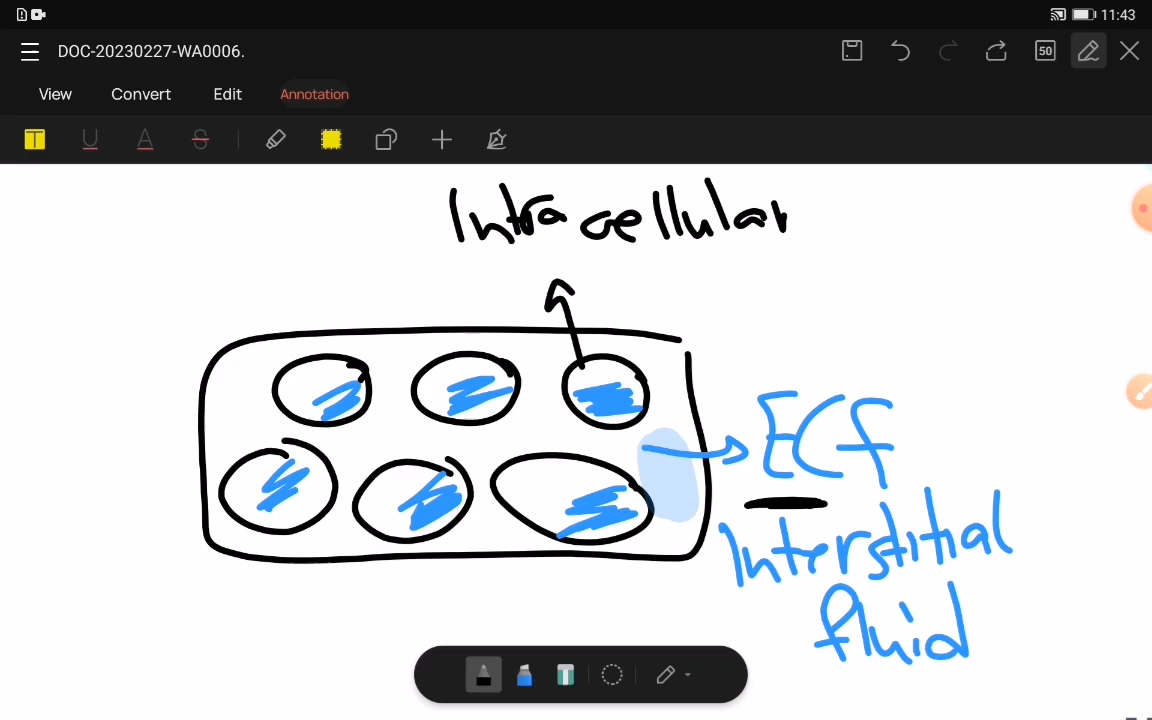 11:43
DOC-20230227-WA0006.
50
View Convert Edit Annotation
T U A S
Intracellular
ECf
Interstitial
fluid